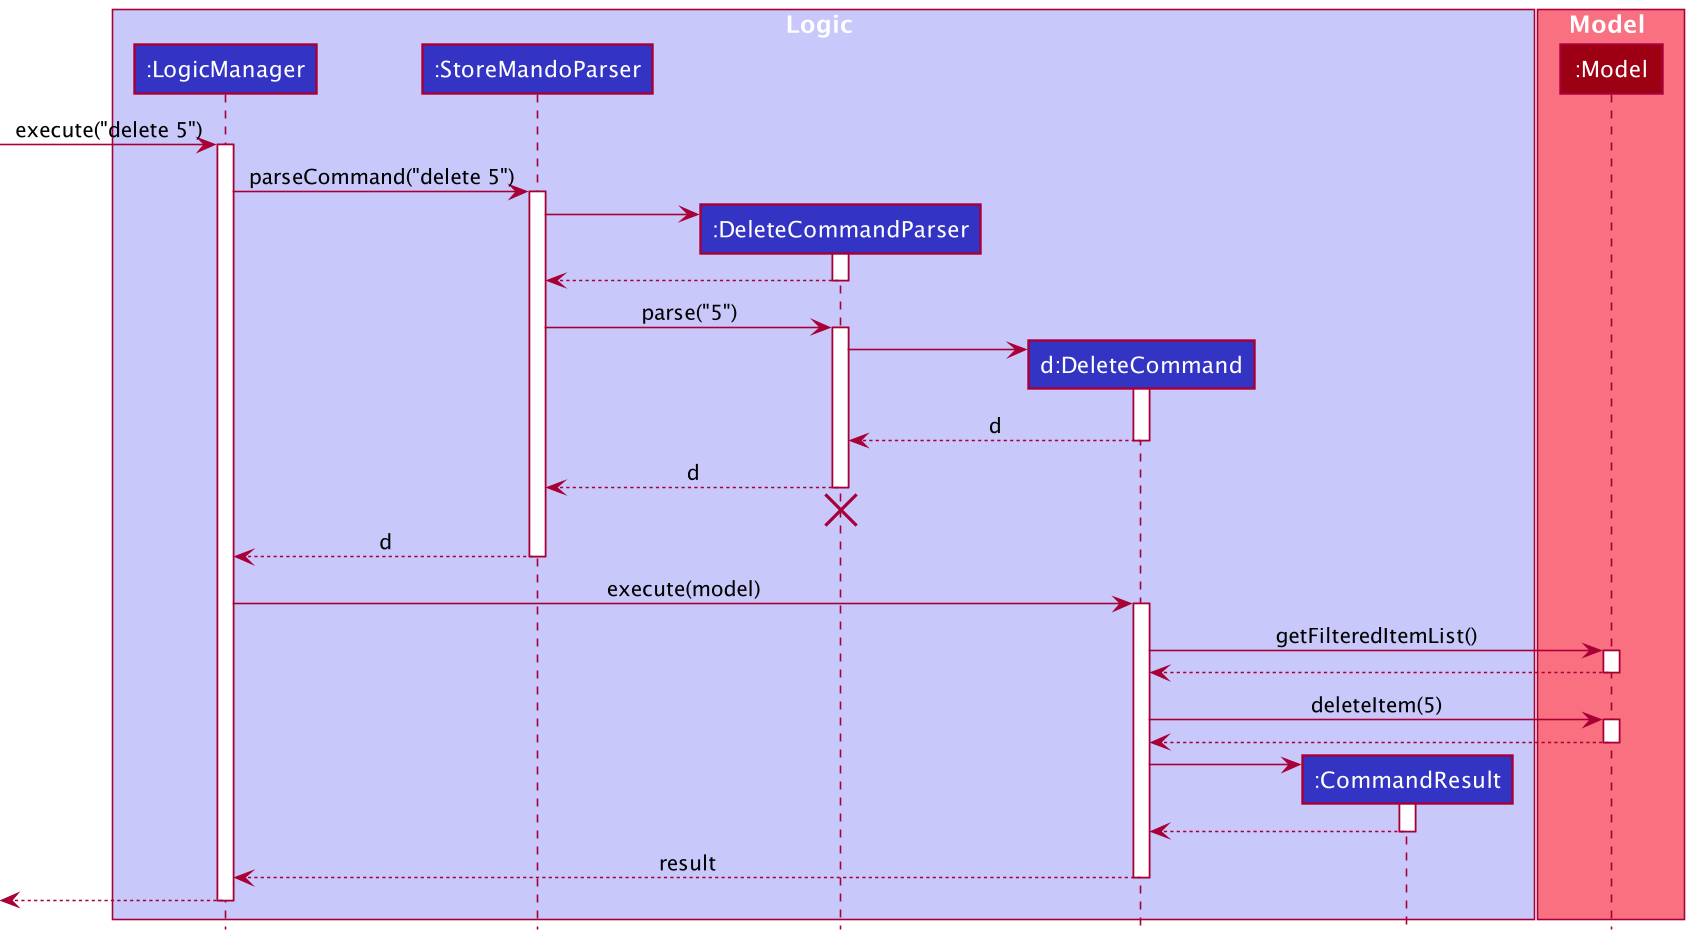 Logic
Model
:LogicManager
:StoreMandoParser
:Model
execute("delete 5")
parseCommand("delete 5")
:DeleteCommandParser
parse("5")
d:DeleteCommand
d
d
d
execute(model)
getFilteredItemList()
deleteItem(5)
:CommandResult
result